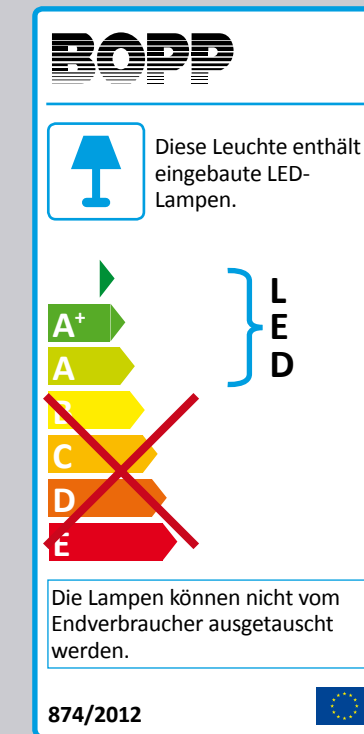 BOPP
Diese Leuchte enthält
eingebaute LED-
Lampen.
A+
A
B
C
D
E
L
E
D
Die Lampen können nicht vom
Endverbraucher ausgetauscht
werden.
874/2012